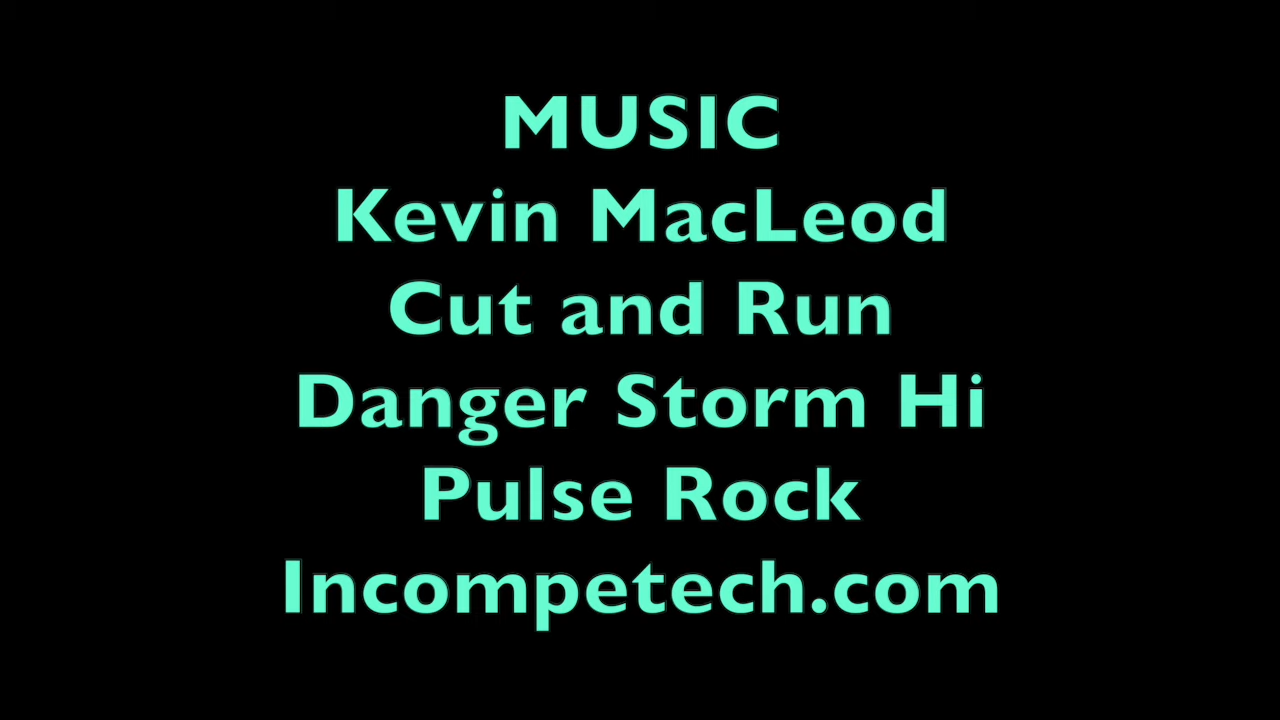 MUSIC
Kevin MacLeod
Cut and Run
Danger Storm Hi
Pulse Rock
Incompetech.com